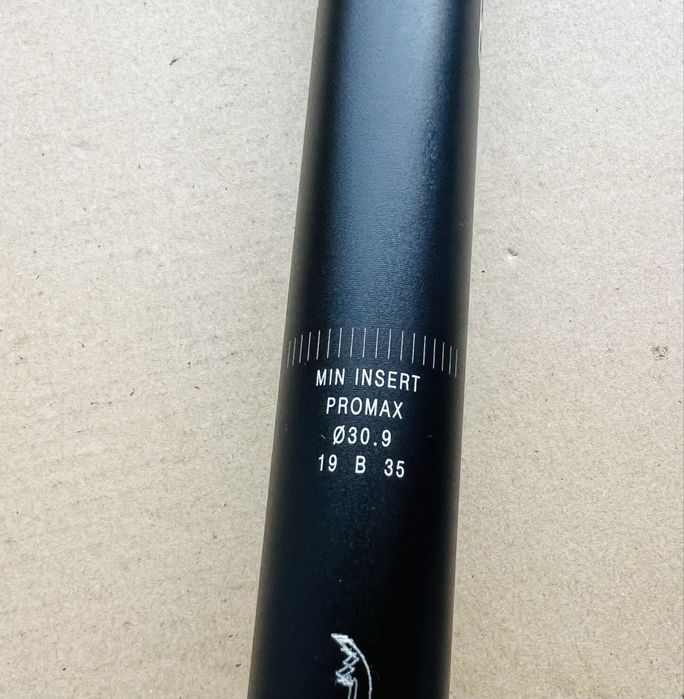 MIN INSERT
PROMAX
Ø30.9
19 B 35